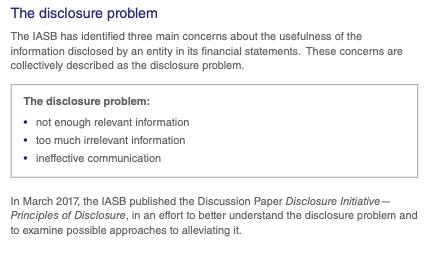 The disclosure problem
The IASB has identified three main concerns about the usefulness of the
information disclosed by an entity in its financial statements. These concerns are
collectively described as the disclosure problem.
The disclosure problem:
• not enough relevant information
• too much irrelevant information
• ineffective communication
In March 2017, the IASB published the Discussion Paper Disclosure Initiative—
Principles of Disclosure, in an effort to better understand the disclosure problem and
to examine possible approaches to alleviating it.